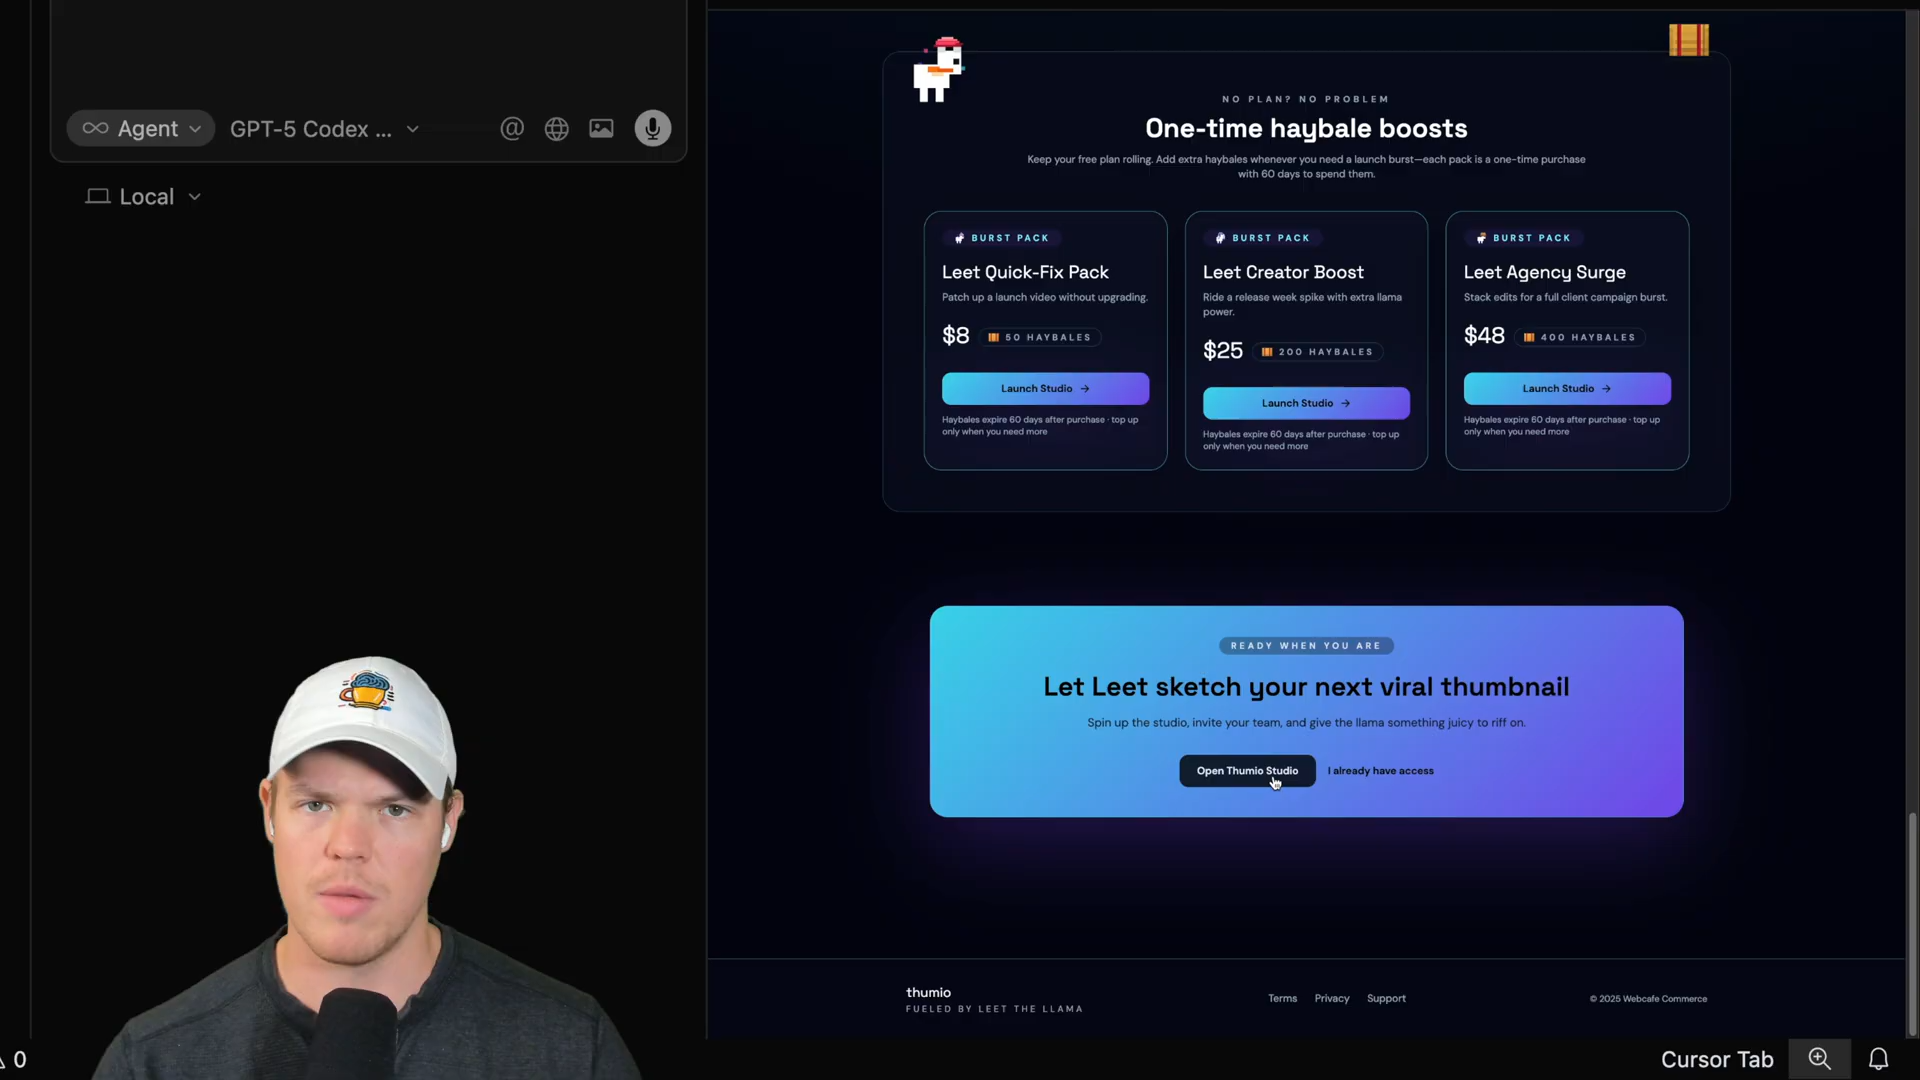 Agent
GPT-5 Codex ...
Local
NO PLAN? NO PROBLEM
One-time haybale boosts
Keep your free plan rolling. Add extra haybales whenever you need a launch burst—each pack is a one-time purchase
with 60 days to spend them.
BURST PACK
Leet Quick-Fix Pack
Patch up a launch video without upgrading.
$8
50 HAYBALES
Launch Studio →
Haybales expire 60 days after purchase · top up
only when you need more
BURST PACK
Leet Creator Boost
Ride a release week spike with extra llama
power.
$25
200 HAYBALES
Launch Studio →
Haybales expire 60 days after purchase · top up
only when you need more
BURST PACK
Leet Agency Surge
Stack edits for a full client campaign burst.
$48
400 HAYBALES
Launch Studio →
Haybales expire 60 days after purchase · top up
only when you need more
READY WHEN YOU ARE
Let Leet sketch your next viral thumbnail
Spin up the studio, invite your team, and give the llama something juicy to riff on.
Open Thumio Studio
I already have access
thumio
FUELED BY LEET THE LLAMA
Terms
Privacy
Support
© 2025 Webcafe Commerce
0
Cursor Tab